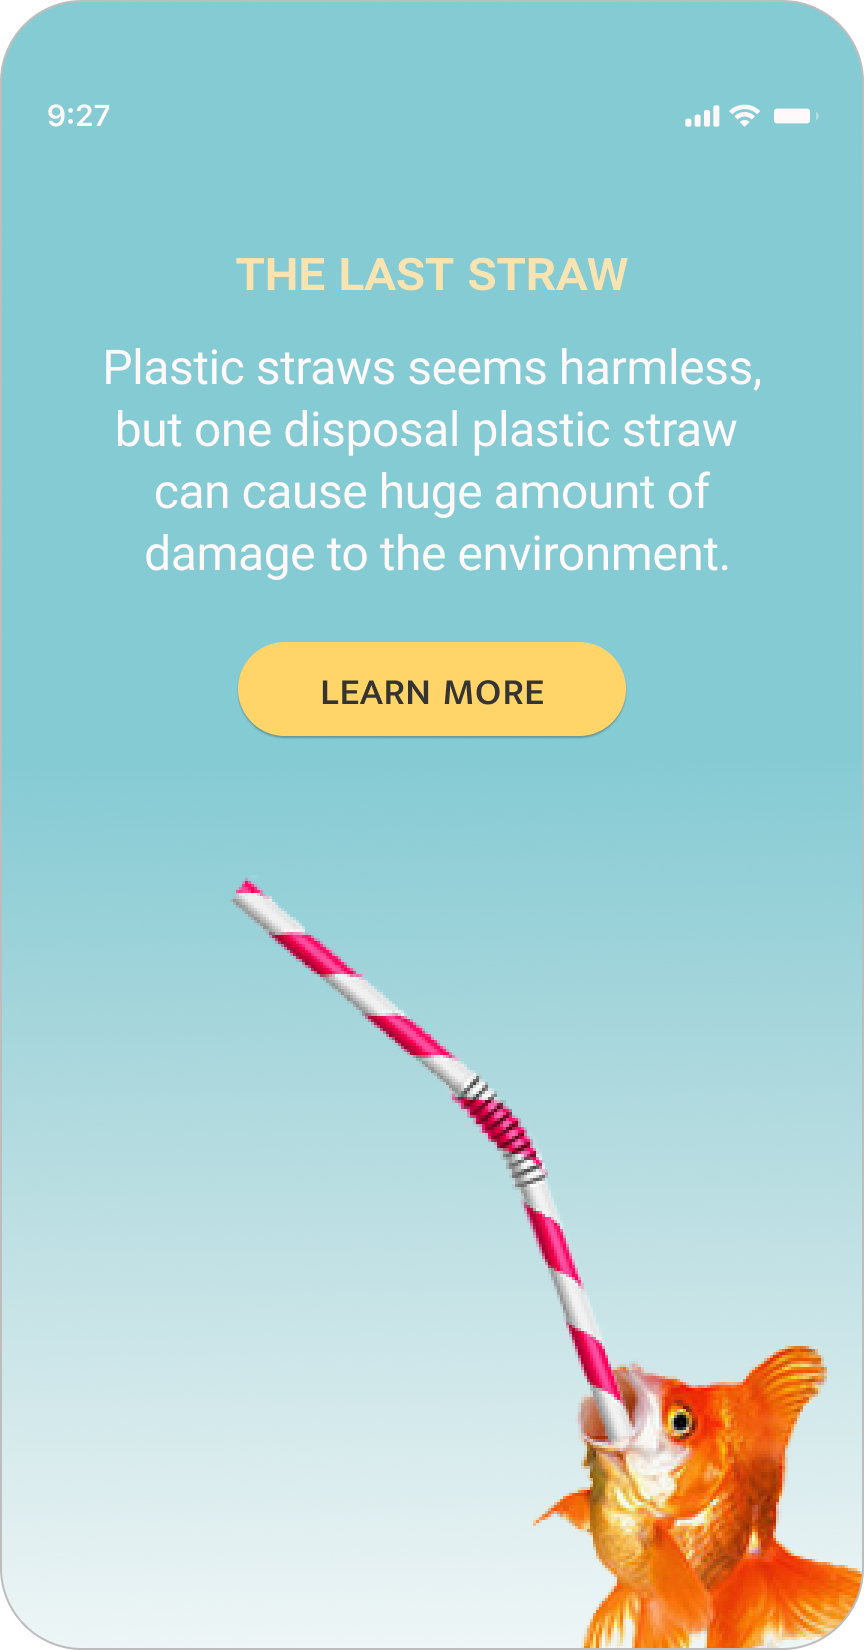 9:27
THE LAST STRAW
Plastic straws seems harmless,
but one disposal plastic straw
can cause huge amount of
damage to the environment.
LEARN MORE